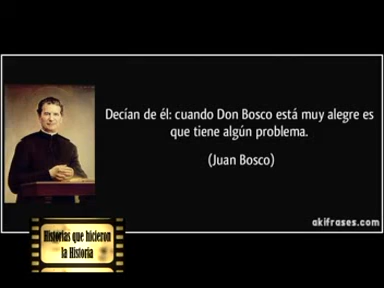 Decían de él: cuando Don Bosco está muy alegre es
que tiene algún problema.
(Juan Bosco)
akifrases.com
Historias que hicieron
la Historia